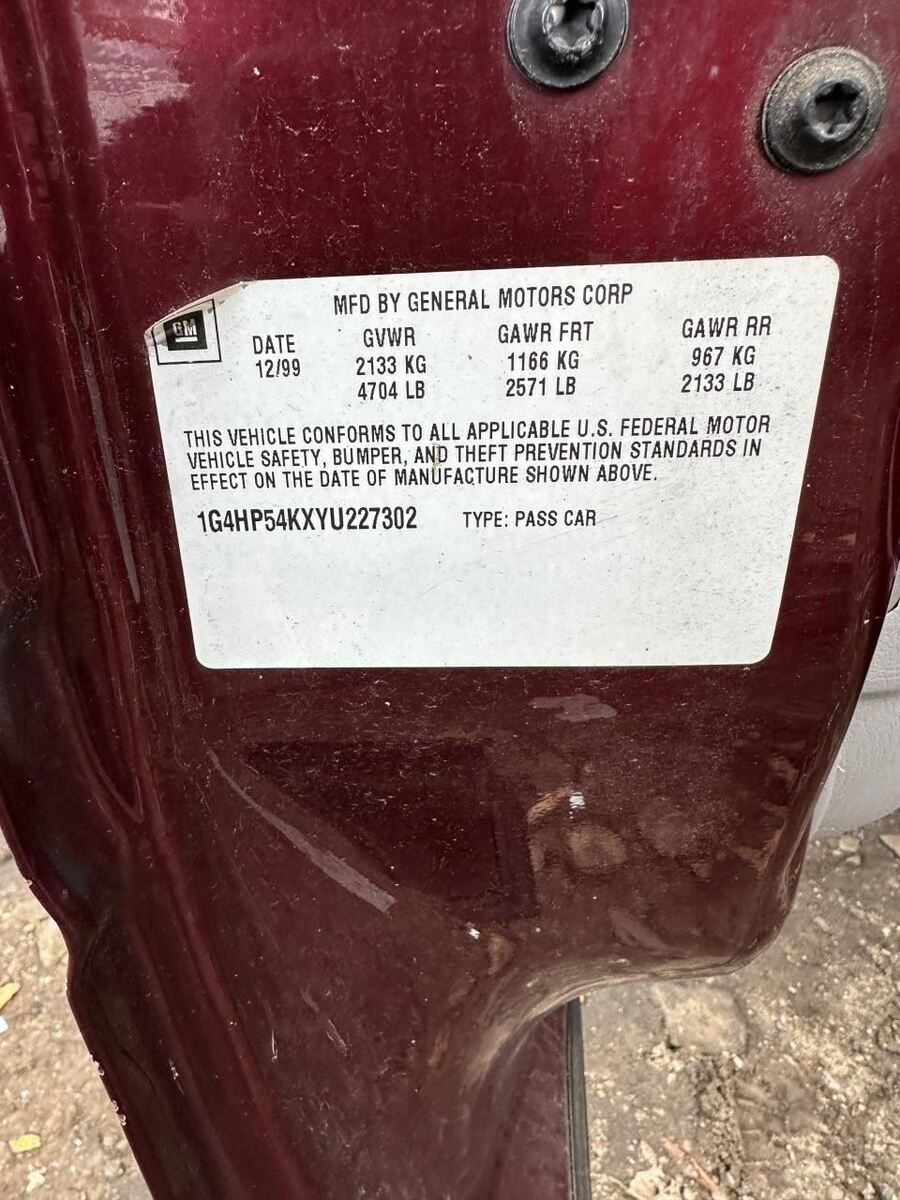 MFD BY GENERAL MOTORS CORP
GM
DATE GVWR GAWR FRT GAWR RR
12/99 2133 KG 1166 KG 967 KG
4704 LB 2571 LB 2133 LB
THIS VEHICLE CONFORMS TO ALL APPLICABLE U.S. FEDERAL MOTOR
VEHICLE SAFETY, BUMPER, AND THEFT PREVENTION STANDARDS IN
EFFECT ON THE DATE OF MANUFACTURE SHOWN ABOVE.
1G4HP54KXYU227302 TYPE: PASS CAR